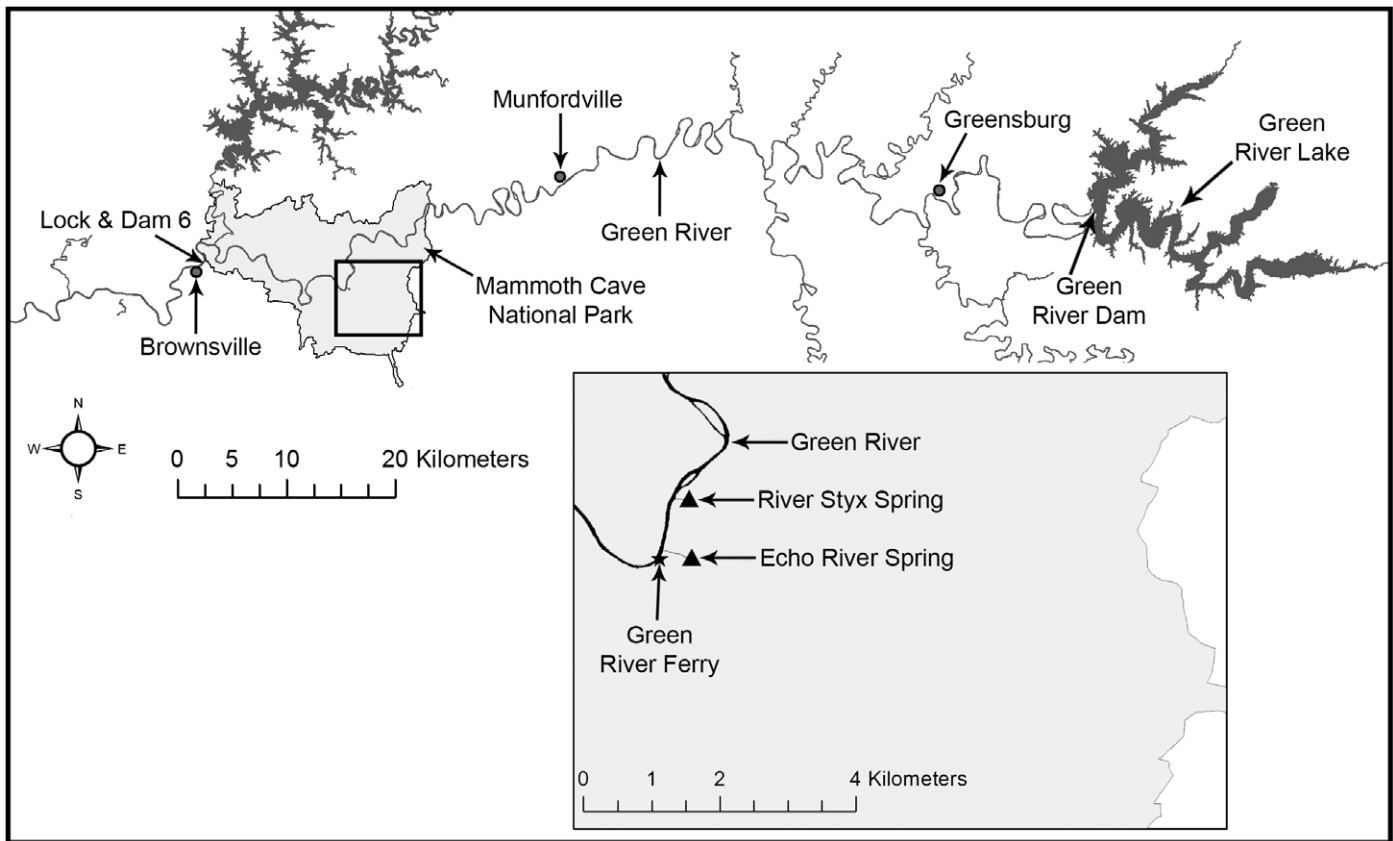 Munfordville
Greensburg
Green
River Lake
Lock & Dam 6
Green River
Mammoth Cave
National Park
Green
River Dam
Brownsville
N
W
E
S
0 5 10 20 Kilometers
Green River
River Styx Spring
Echo River Spring
Green
River Ferry
0 1 2 4 Kilometers